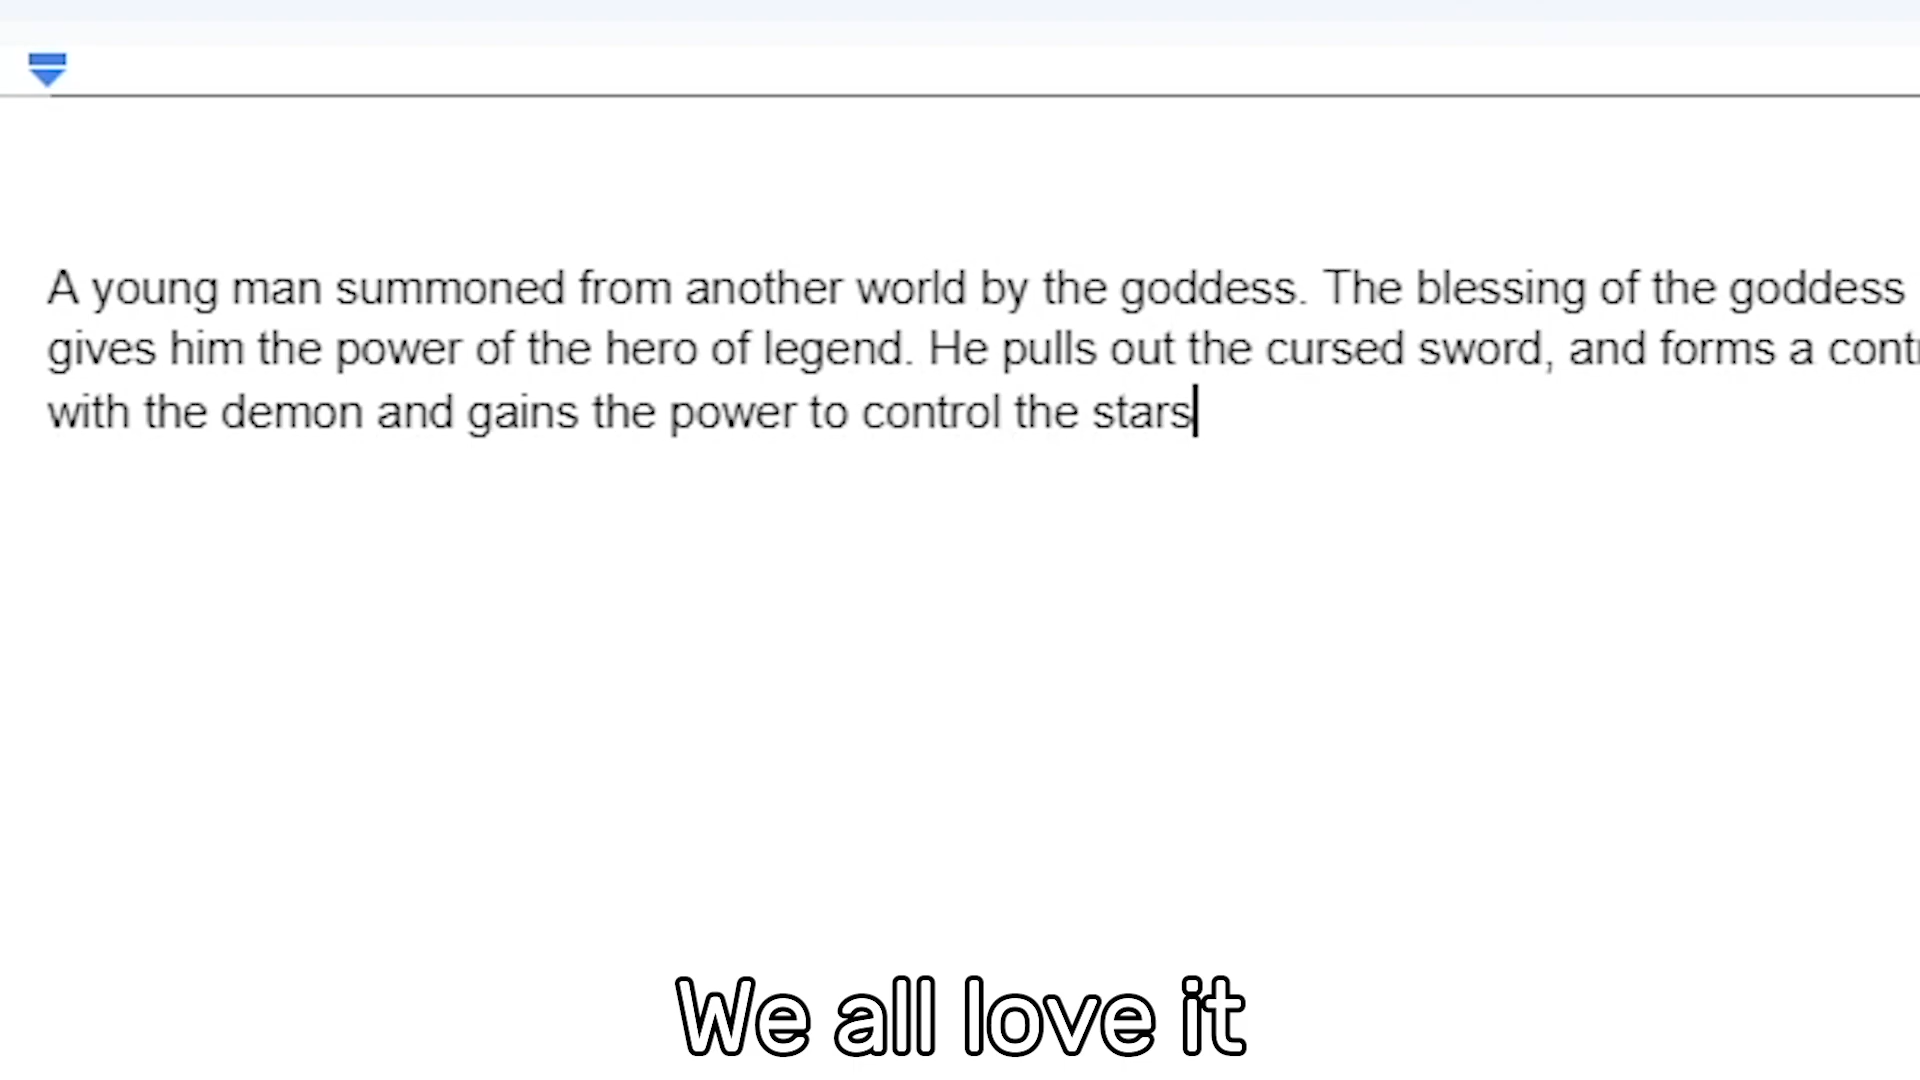 A young man summoned from another world by the goddess. The blessing of the goddess
gives him the power of the hero of legend. He pulls out the cursed sword, and forms a
with the demon and gains the power to control the stars
We all love it